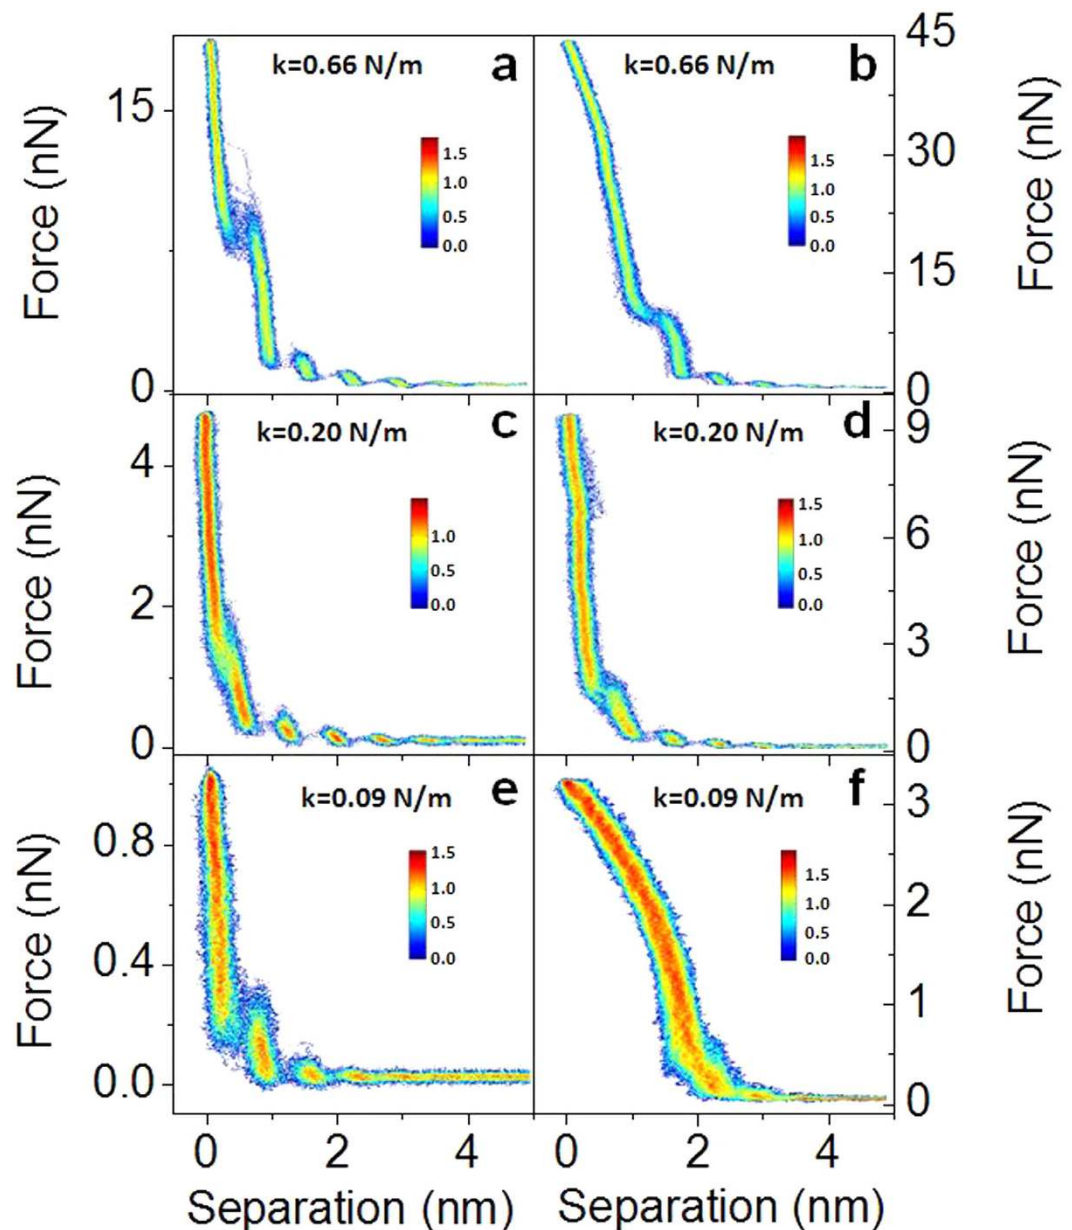 k=0.66 N/m a
k=0.66 N/m b
Force (nN)
15
0
1.5
1.0
0.5
0.0
1.5
1.0
0.5
0.0
45
30
15
0
Force (nN)
k=0.20 N/m c
k=0.20 N/m d
Force (nN)
4
2
0
1.0
0.5
0.0
1.5
1.0
0.5
0.0
9
6
3
0
Force (nN)
k=0.09 N/m e
k=0.09 N/m f
Force (nN)
0.8
0.4
0.0
1.5
1.0
0.5
0.0
1.5
1.0
0.5
0.0
3
2
1
0
Force (nN)
0 2 4
0 2 4
Separation (nm)
Separation (nm)